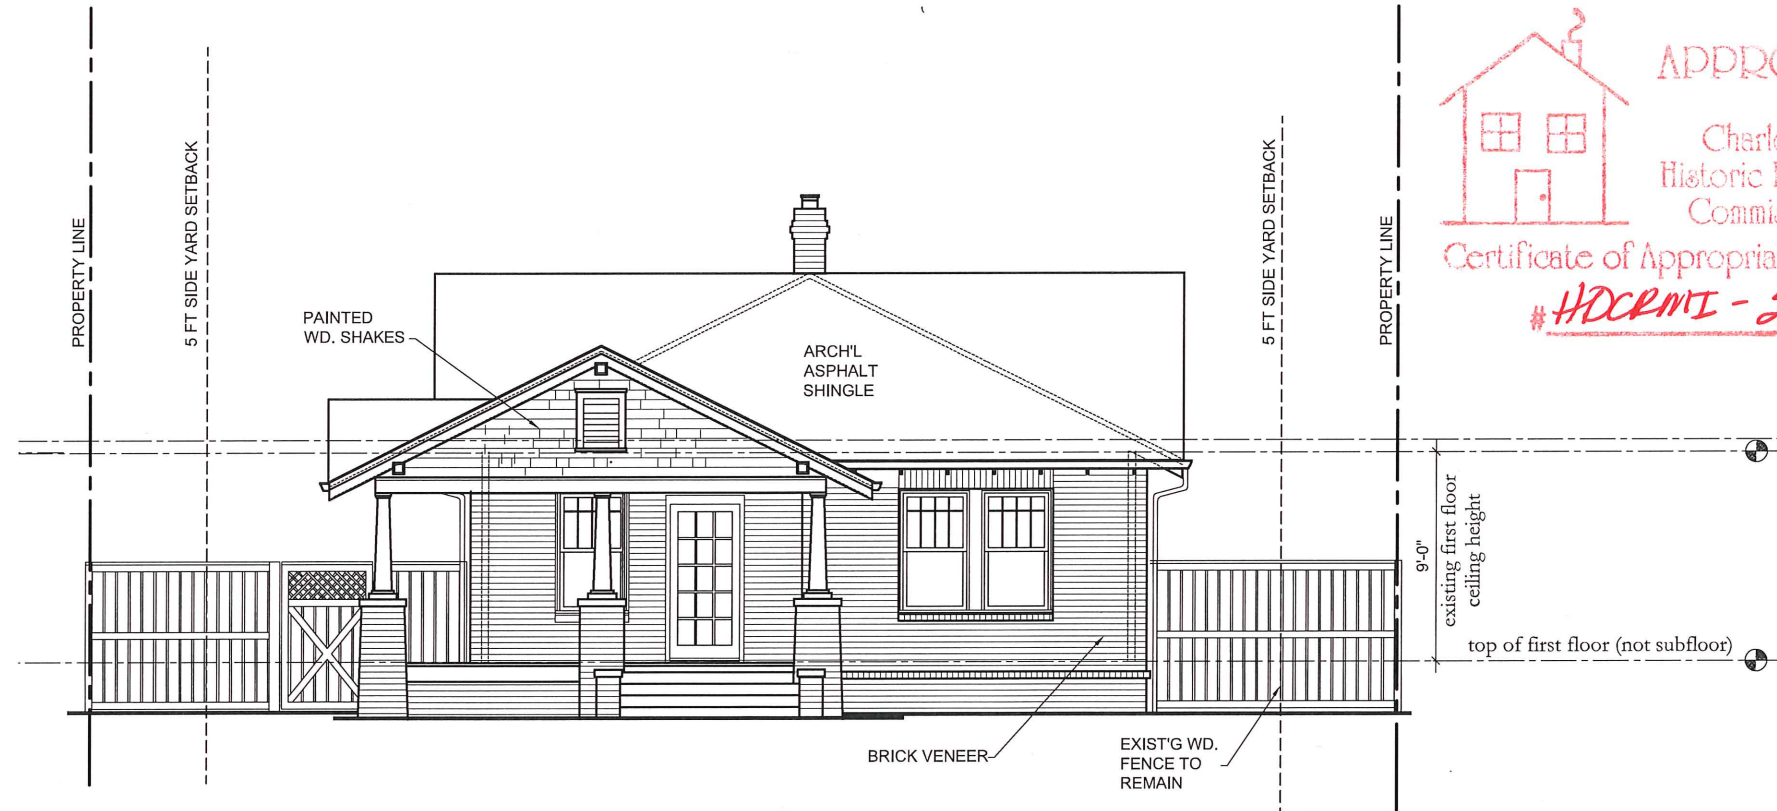 PROPERTY LINE
5 FT SIDE YARD SETBACK
PAINTED
WD. SHAKES
ARCH'L
ASPHALT
SHINGLE
5 FT SIDE YARD SETBACK
PROPERTY LINE
9'-0"
existing first floor
ceiling height
top of first floor (not subfloor)
BRICK VENEER
EXIST'G WD.
FENCE TO
REMAIN
APPRO
Charlo
Historic
Commi
Certificate of Appropria
# HDCRMI - 2